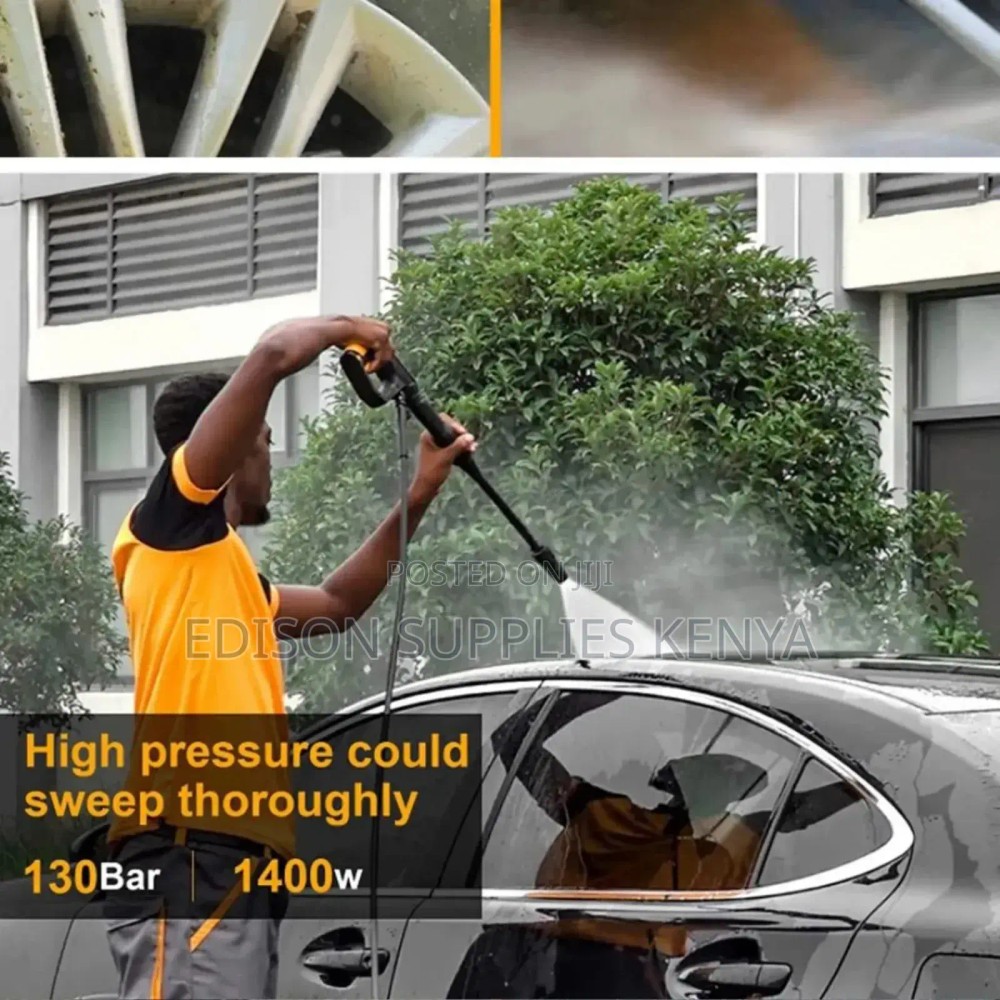 POSTED ON JIJI
EDISON SUPPLIES KENYA
High pressure could
sweep thoroughly
130Bar | 1400w